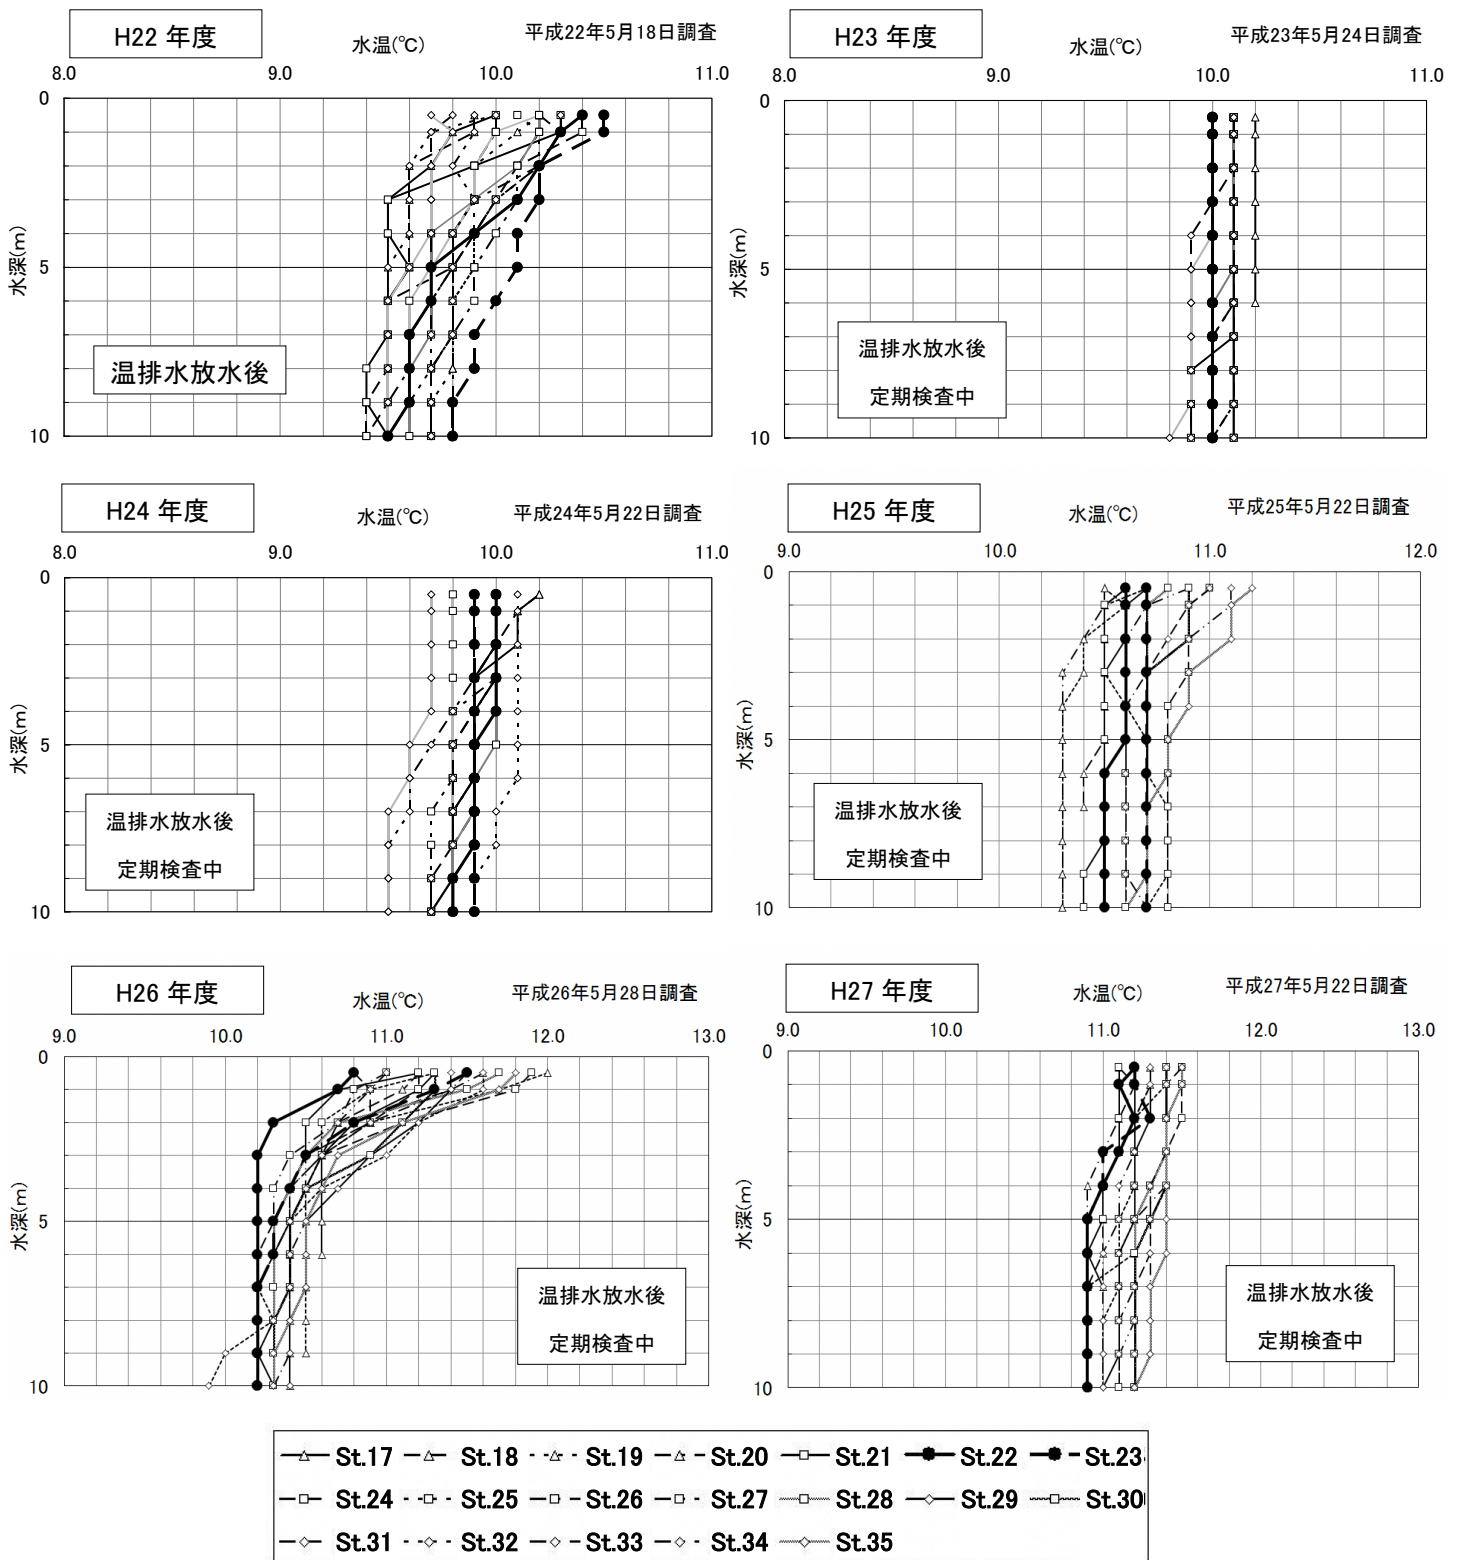 H22 年度
水温(℃)
平成22年5月18日調査
8.0 9.0 10.0 11.0
0
5
10
水深(m)
温排水放水後
H23 年度
水温(℃)
平成23年5月24日調査
8.0 9.0 10.0 11.0
0
5
10
水深(m)
温排水放水後
定期検査中
H24 年度
水温(℃)
平成24年5月22日調査
8.0 9.0 10.0 11.0
0
5
10
水深(m)
温排水放水後
定期検査中
H25 年度
水温(℃)
平成25年5月22日調査
9.0 10.0 11.0 12.0
0
5
10
水深(m)
温排水放水後
定期検査中
H26 年度
水温(℃)
平成26年5月28日調査
9.0 10.0 11.0 12.0 13.0
0
5
10
水深(m)
温排水放水後
定期検査中
H27 年度
水温(℃)
平成27年5月22日調査
9.0 10.0 11.0 12.0 13.0
0
5
10
水深(m)
温排水放水後
定期検査中
St.17 St.18 St.19 St.20 St.21 St.22 St.23
St.24 St.25 St.26 St.27 St.28 St.29 St.30
St.31 St.32 St.33 St.34 St.35